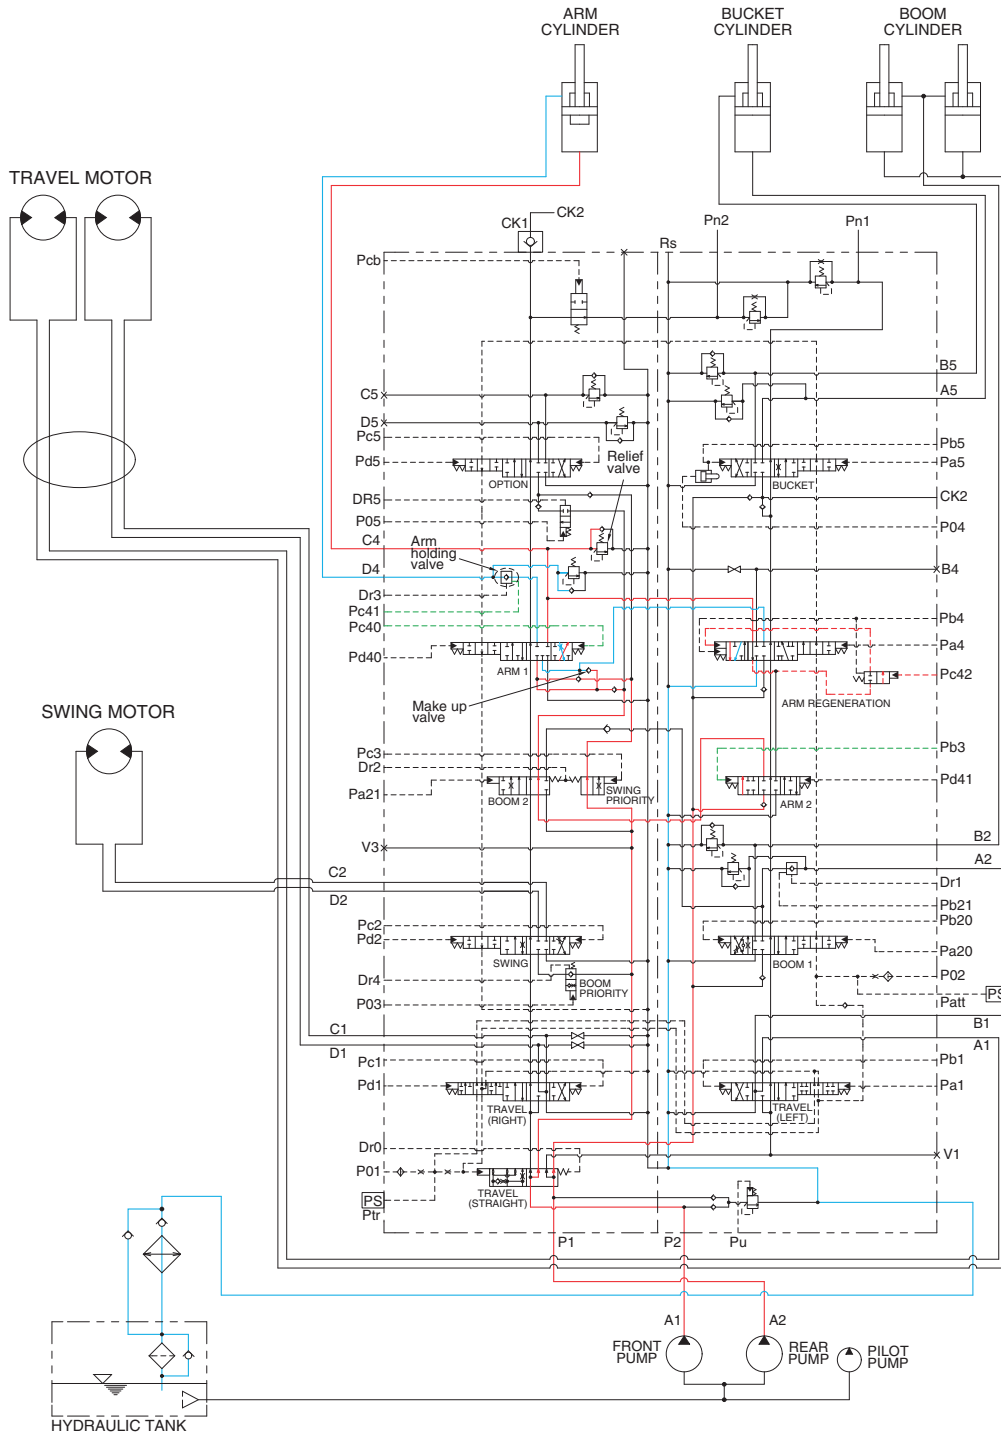 ARM
CYLINDER
BUCKET
CYLINDER
BOOM
CYLINDER
TRAVEL MOTOR
CK1
CK2
Pn2
Pn1
Rs
Pcb
B5
C5
A5
D5
Pc5
Relief
valve
Pb5
Pd5
OPTION
BUCKET
Pa5
DR5
CK2
P05
P04
C4
Arm
holding
valve
D4
B4
Dr3
Pc41
Pc40
Pb4
Pd40
ARM 1
Pa4
Pc42
Make up
valve
ARM REGENERATION
SWING MOTOR
Pc3
Pb3
Dr2
Pa21
BOOM 2
SWING
PRIORITY
ARM 2
Pd41
V3
B2
C2
A2
D2
Dr1
Pb21
Pc2
Pb20
Pd2
SWING
BOOM 1
Pa20
Dr4
BOOM
PRIORITY
P02
P03
PS
Patt
C1
B1
D1
A1
Pc1
Pb1
Pd1
TRAVEL
(RIGHT)
TRAVEL
(LEFT)
Pa1
Dr0
V1
P01
TRAVEL
(STRAIGHT)
PS
Ptr
P1
P2
Pu
A1
A2
FRONT
PUMP
REAR
PUMP
PILOT
PUMP
HYDRAULIC TANK